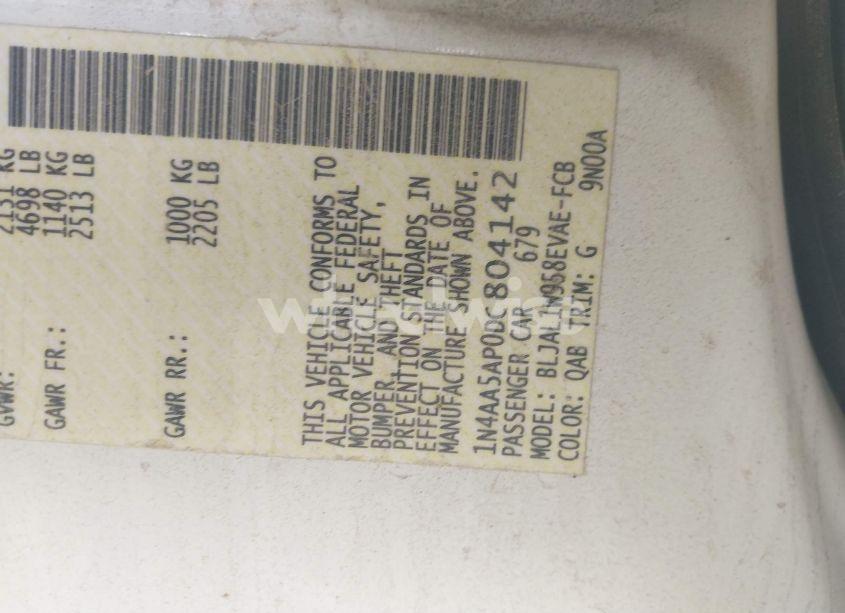 GVWR: 2131 KG
4698 LB
GAWR FR.: 1140 KG
2513 LB
GAWR RR.: 1000 KG
2205 LB
THIS VEHICLE CONFORMS TO
ALL APPLICABLE FEDERAL
MOTOR VEHICLE SAFETY,
BUMPER, AND THEFT
PREVENTION STANDARDS IN
EFFECT ON THE DATE OF
MANUFACTURE SHOWN ABOVE.
1N4AA5AP0DC804142
PASSENGER CAR 679
MODEL: BLJALLW958EVAE-FCB
COLOR: QAB TRIM: G 9N00A